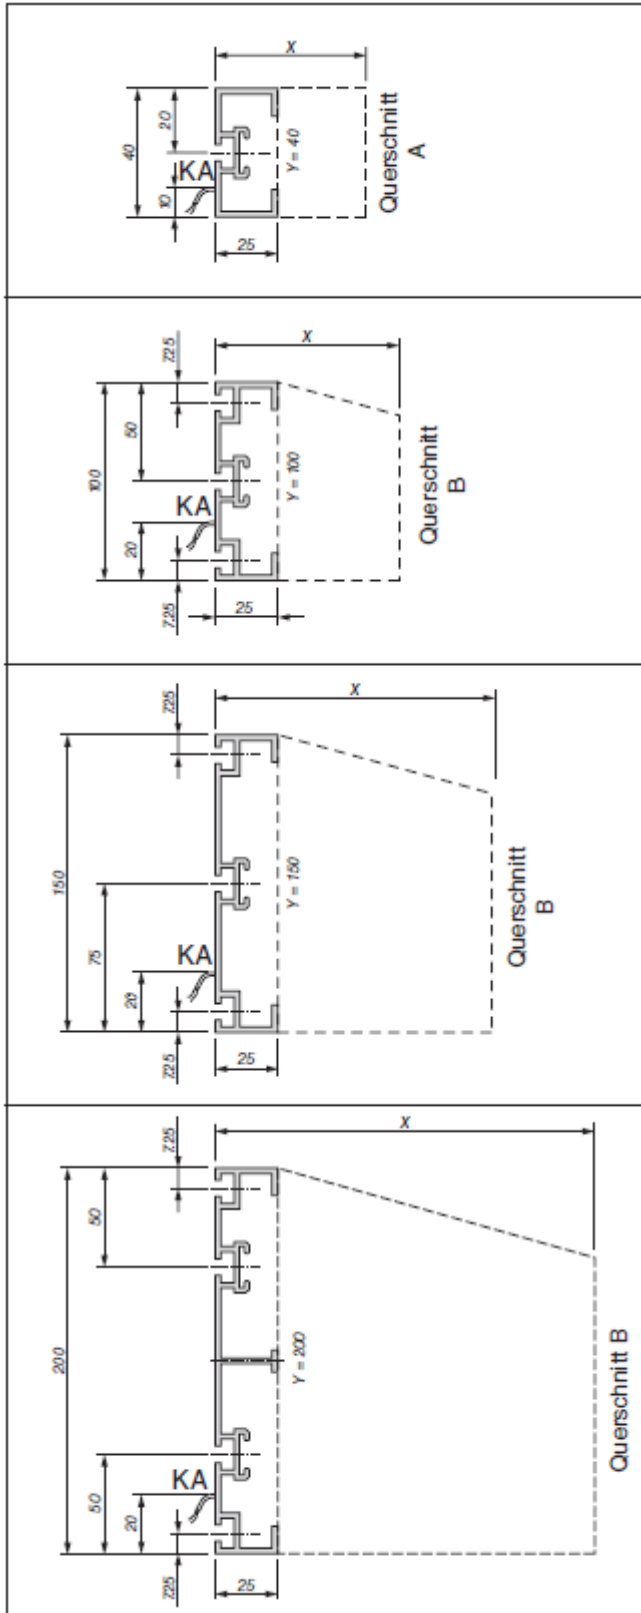 X
20
40
KA
10
Y = 40
25
Querschnitt
A
X
7.25
50
100
KA
20
Y = 100
7.25
25
Querschnitt
B
X
7.25
150
75
KA
20
Y = 150
7.25
25
Querschnitt
B
X
7.25
50
200
Y = 200
KA
50
20
7.25
25
Querschnitt B